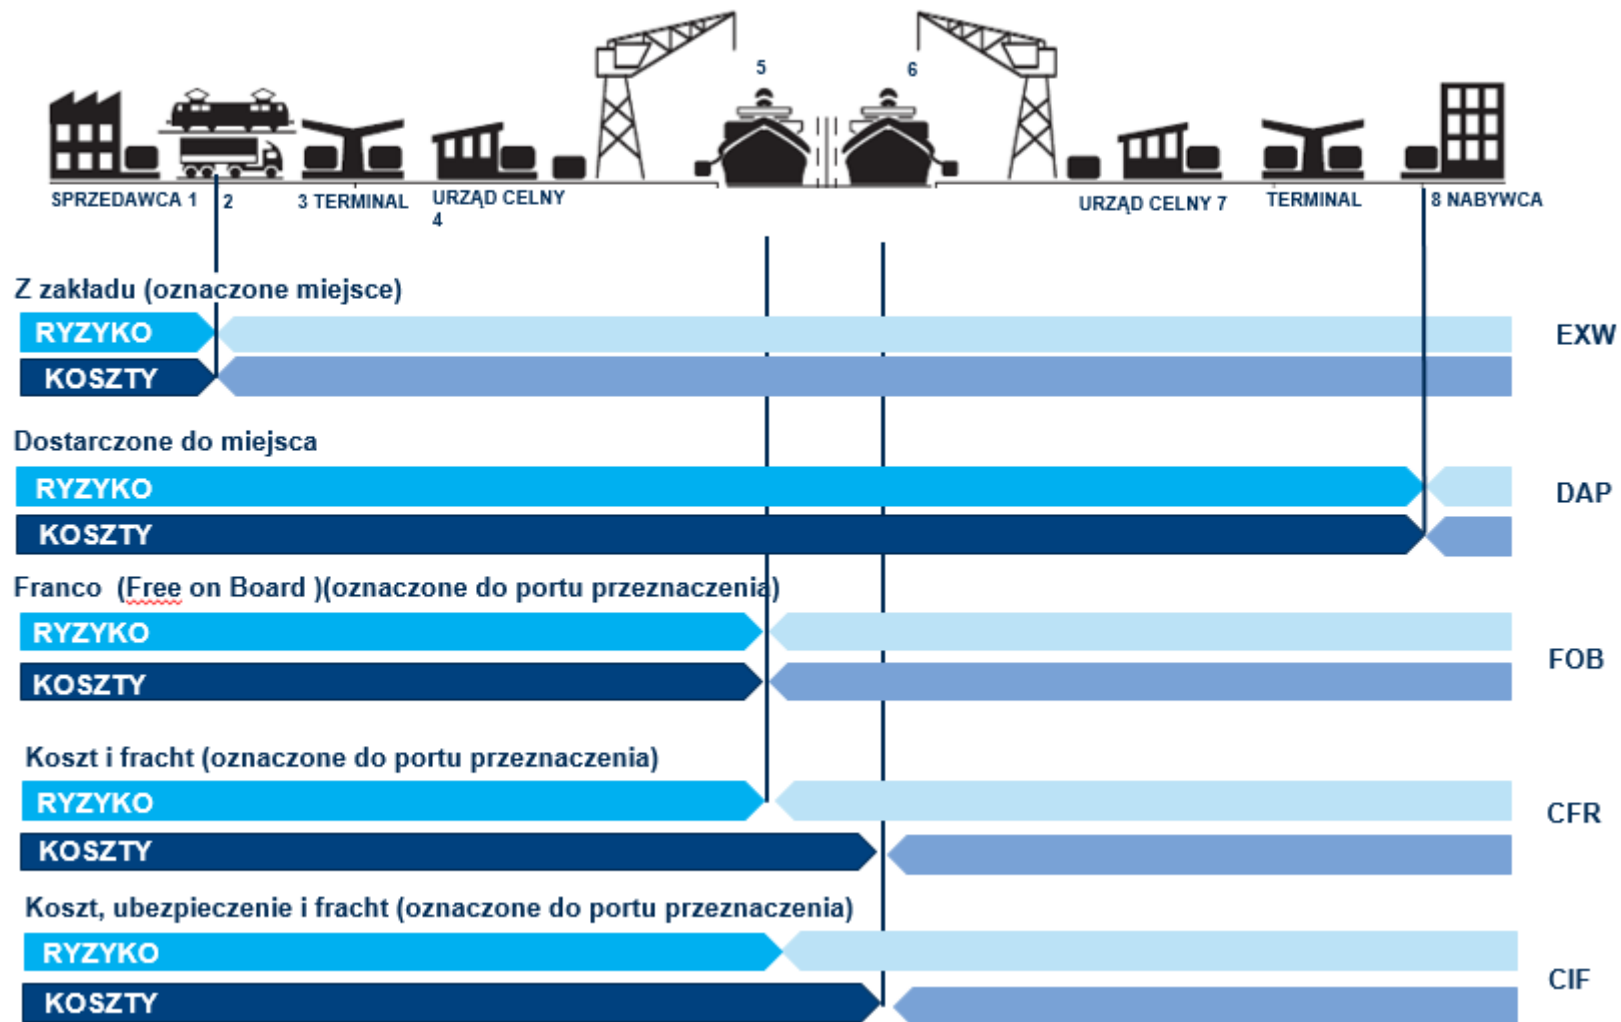 5
6
SPRZEDAWCA 1
2
3 TERMINAL
URZĄD CELNY
4
URZĄD CELNY 7
TERMINAL
8 NABYWCA
Z zakładu (oznaczone miejsce)
RYZYKO
EXW
KOSZTY
Dostarczone do miejsca
RYZYKO
DAP
KOSZTY
Franco (Free on Board )(oznaczone do portu przeznaczenia)
RYZYKO
FOB
KOSZTY
Koszt i fracht (oznaczone do portu przeznaczenia)
RYZYKO
CFR
KOSZTY
Koszt, ubezpieczenie i fracht (oznaczone do portu przeznaczenia)
RYZYKO
CIF
KOSZTY